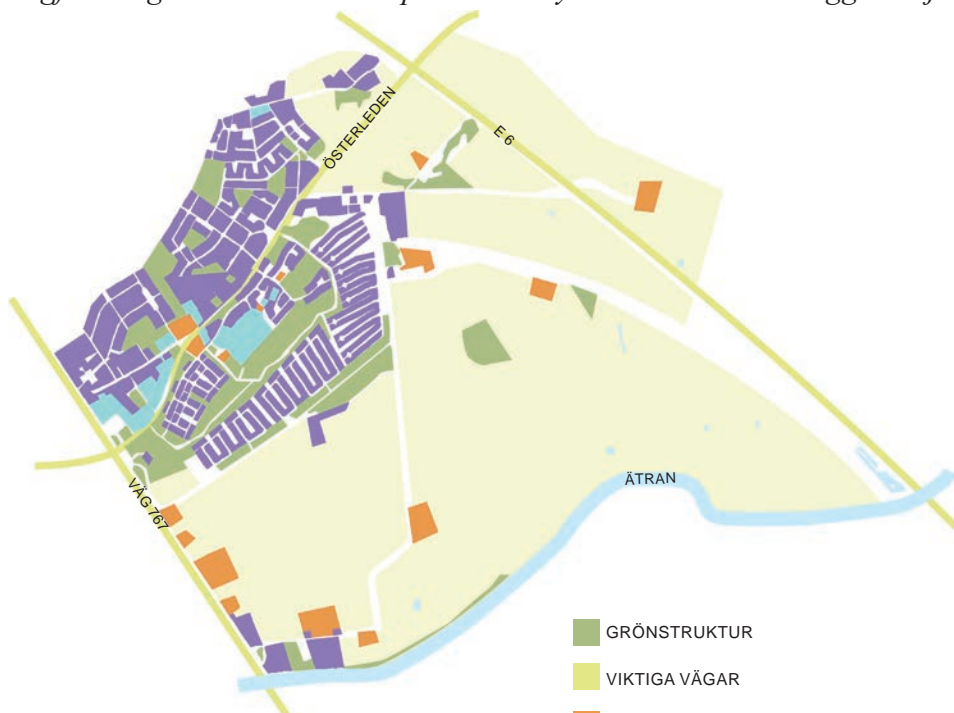 ÖSTERLEDEN
E 6
VÄG 767
ÄTRAN
GRÖNSTRUKTUR
VIKTIGA VÄGAR